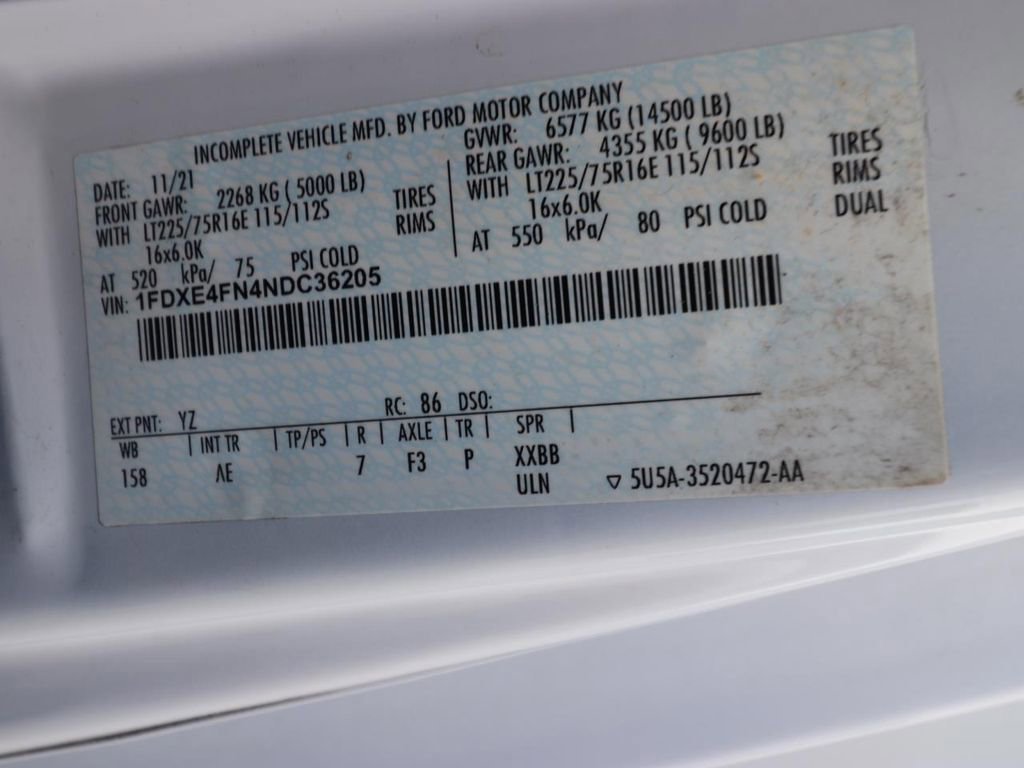 INCOMPLETE VEHICLE MFD. BY FORD MOTOR COMPANY
DATE: 11/21 GVWR: 6577 KG (14500 LB)
FRONT GAWR: 2268 KG ( 5000 LB) REAR GAWR: 4355 KG ( 9600 LB)
WITH LT225/75R16E 115/112S TIRES WITH LT225/75R16E 115/112S TIRES
16x6.0K RIMS 16x6.0K RIMS
AT 520 kPa/ 75 PSI COLD AT 550 kPa/ 80 PSI COLD DUAL
VIN: 1FDXE4FN4NDC36205
EXT PNT: YZ RC: 86 DSO:
WB | INT TR | TP/PS | R | AXLE | TR | SPR |
158 AE 7 F3 P XXBB
ULN ▽ 5U5A-3520472-AA